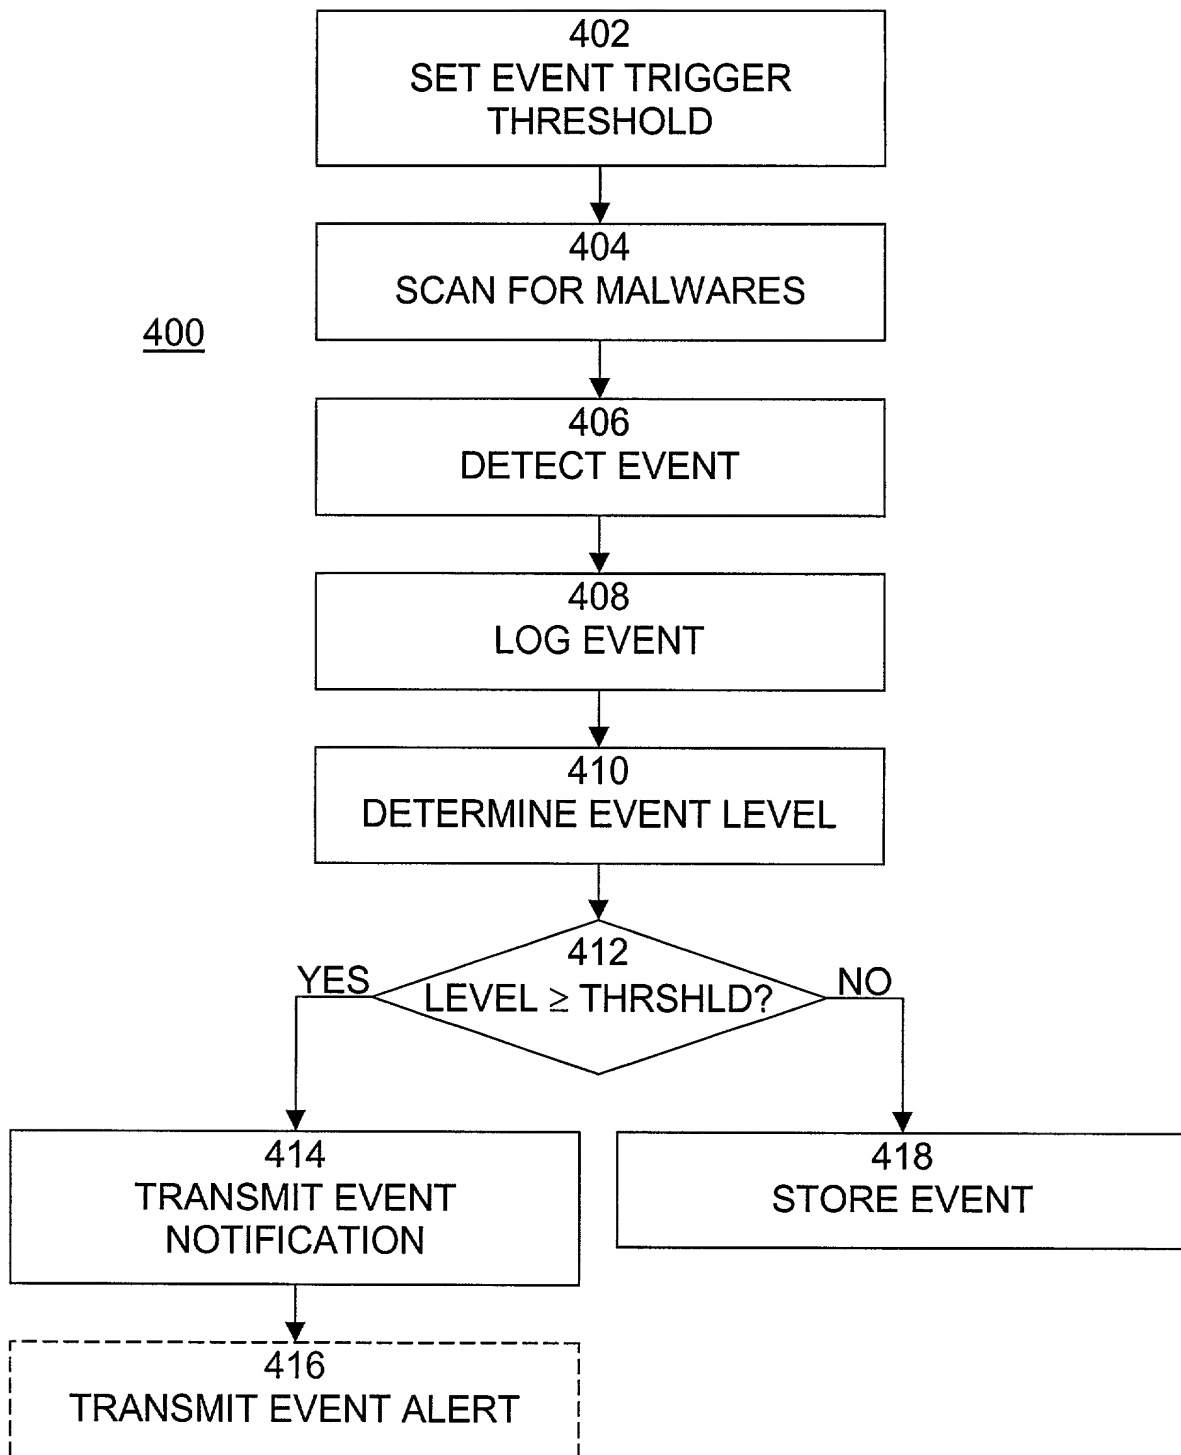 402
SET EVENT TRIGGER
THRESHOLD
404
SCAN FOR MALWARES
400
406
DETECT EVENT
408
LOG EVENT
410
DETERMINE EVENT LEVEL
412
YES
LEVEL ≥ THRSHLD?
NO
414
TRANSMIT EVENT
NOTIFICATION
418
STORE EVENT
416
TRANSMIT EVENT ALERT